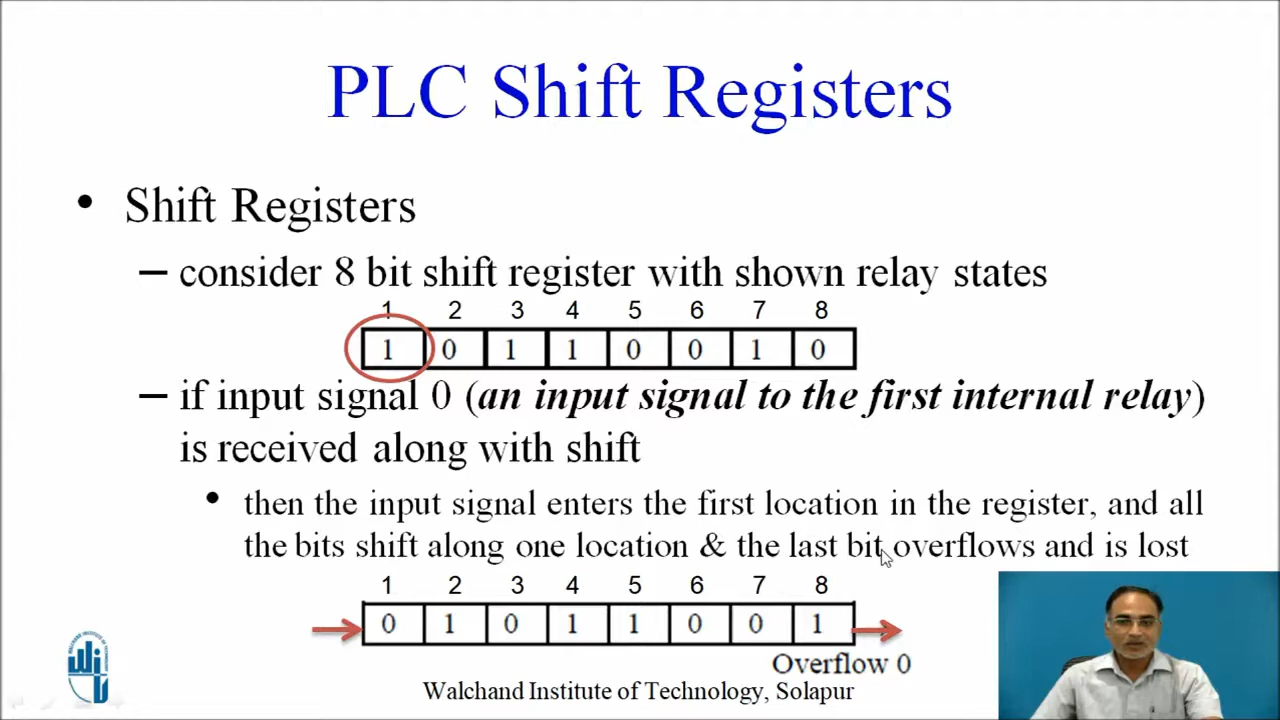 PLC Shift Registers
• Shift Registers
– consider 8 bit shift register with shown relay states
1 2 3 4 5 6 7 8
1 0 1 1 0 0 1 0
– if input signal 0 (an input signal to the first internal relay)
is received along with shift
• then the input signal enters the first location in the register, and all
the bits shift along one location & the last bit overflows and is lost
1 2 3 4 5 6 7 8
0 1 0 1 1 0 0 1
Overflow 0
Walchand Institute of Technology, Solapur